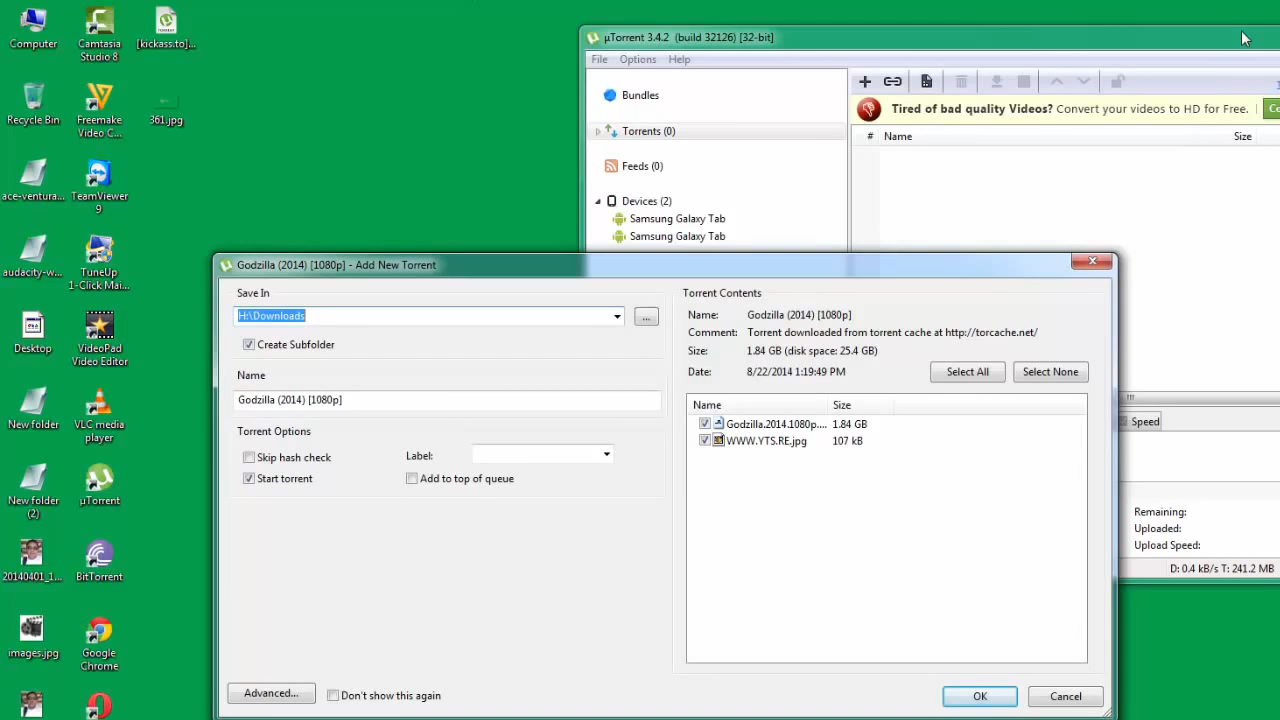 Computer
Camtasia
Studio 8
[kickass.to]...
Recycle Bin
Freemake
Video C...
361.jpg
ace-ventura...
TeamViewer
9
audacity-w...
TuneUp
1-Click Mai...
Desktop
VideoPad
Video Editor
New folder
VLC media
player
New folder
(2)
µTorrent
20140401_1...
BitTorrent
images.jpg
Google
Chrome
µTorrent 3.4.2 (build 32126) [32-bit]
File Options Help
Bundles
Torrents (0)
Feeds (0)
Devices (2)
Samsung Galaxy Tab
Samsung Galaxy Tab
Tired of bad quality Videos? Convert your videos to HD for Free. Co
# Name Size
Godzilla (2014) [1080p] - Add New Torrent
Save In
H:\Downloads
...
Create Subfolder
Name
Godzilla (2014) [1080p]
Torrent Options
Skip hash check
Label:
Start torrent
Add to top of queue
Advanced...
Don't show this again
Torrent Contents
Name: Godzilla (2014) [1080p]
Comment: Torrent downloaded from torrent cache at http://torcache.net/
Size: 1.84 GB (disk space: 25.4 GB)
Date: 8/22/2014 1:19:49 PM
Select All
Select None
Name Size
Godzilla.2014.1080p.... 1.84 GB
WWW.YTS.RE.jpg 107 kB
OK
Cancel
Speed
Remaining:
Uploaded:
Upload Speed:
D: 0.4 kB/s T: 241.2 MB